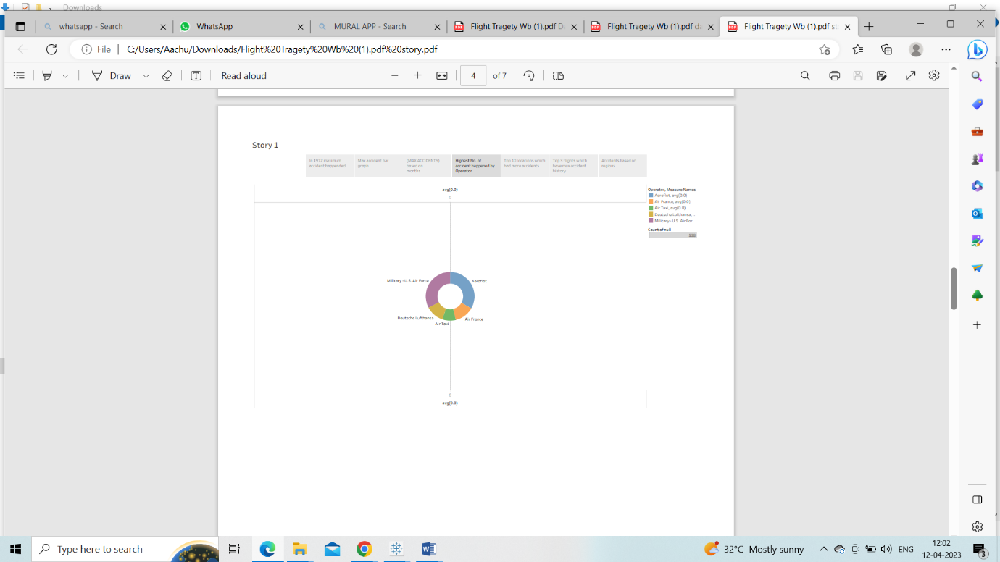 Downloads
whatsapp - Search
WhatsApp
MURAL APP - Search
Flight Tragety Wb (1).pdf D
Flight Tragety Wb (1).pdf da
Flight Tragety Wb (1).pdf st
File
C:/Users/Aachu/Downloads/Flight%20Tragety%20Wb%20(1).pdf%20story.pdf
Draw
Read aloud
4
of 7
Story 1
In 1972 maximum
accident happended
Max accident bar
graph
(MAX ACCIDENTS)
based on
months
Highest No. of
accident happened by
Operator
Top 10 locations which
had more accidents
Top 5 flights which
have max accident
history
Accidents based on
regions
avg(0.0)
0
Operator, Measure Names
Aeroflot, avg(0.0)
Air France, avg(0.0)
Air Taxi, avg(0.0)
Deutsche Lufthansa, ..
Military - U.S. Air For..
Count of null
Military - U.S. Air Force
Aeroflot
Deutsche Lufthansa
Air France
Air Taxi
0
avg(0.0)
Type here to search
32°C Mostly sunny
ENG
12:02
12-04-2023
3